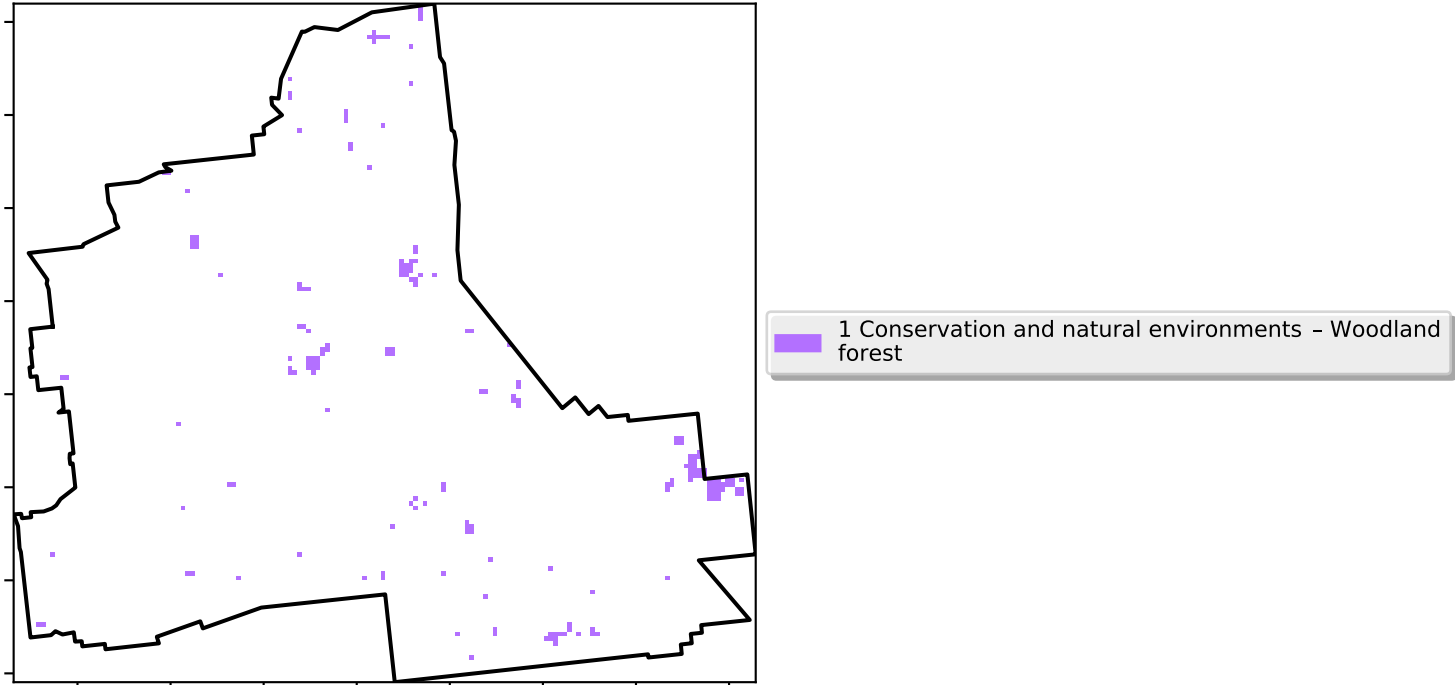 1 Conservation and natural environments – Woodland
forest